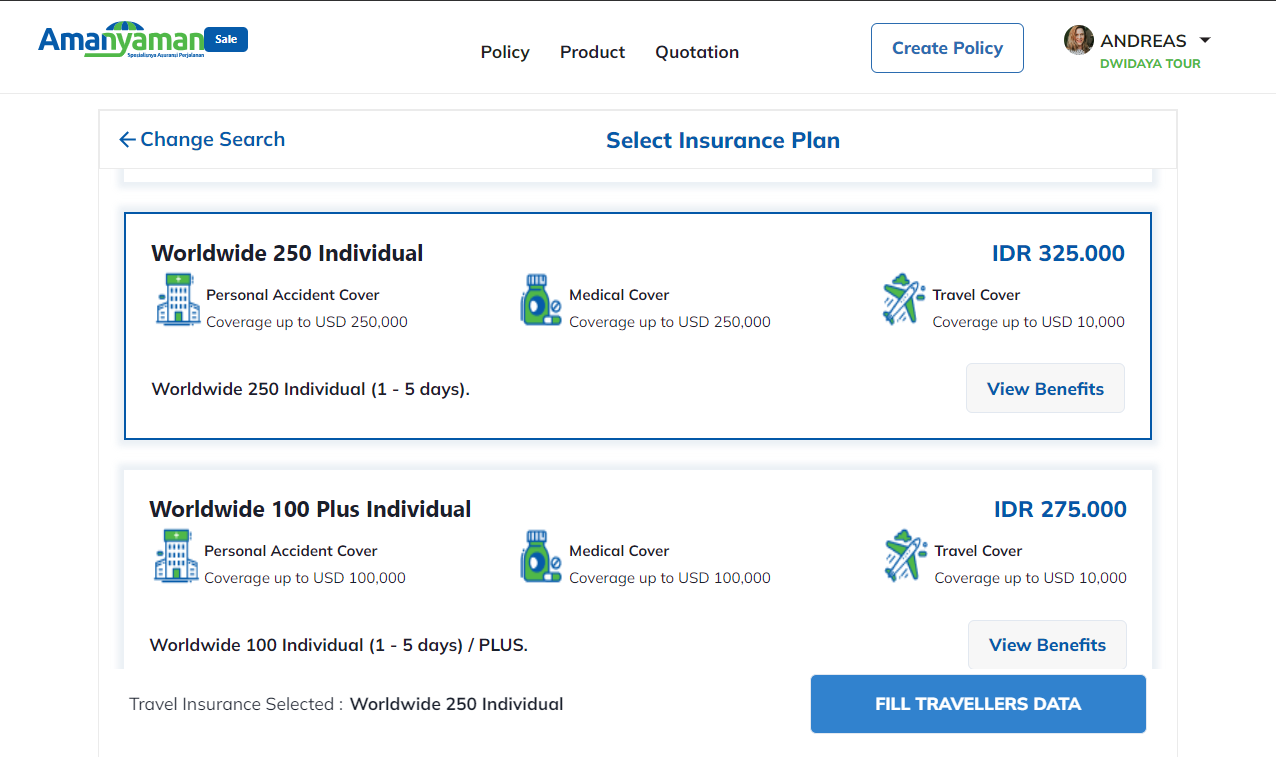 Amanyaman
Spesialisnya Asuransi Perjalanan
Sale
Policy
Product
Quotation
Create Policy
ANDREAS
DWIDAYA TOUR
Change Search
Select Insurance Plan
Worldwide 250 Individual
IDR 325.000
Personal Accident Cover
Coverage up to USD 250,000
Medical Cover
Coverage up to USD 250,000
Travel Cover
Coverage up to USD 10,000
Worldwide 250 Individual (1 - 5 days).
View Benefits
Worldwide 100 Plus Individual
IDR 275.000
Personal Accident Cover
Coverage up to USD 100,000
Medical Cover
Coverage up to USD 100,000
Travel Cover
Coverage up to USD 10,000
Worldwide 100 Individual (1 - 5 days) / PLUS.
View Benefits
Travel Insurance Selected : Worldwide 250 Individual
FILL TRAVELLERS DATA